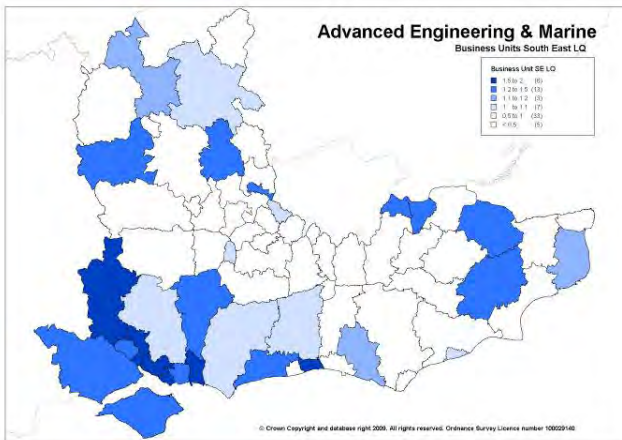 Advanced Engineering & Marine
Business Units South East LQ
Business Unit SE LQ
1.5 to 2 (6)
1.2 to 1.5 (13)
1.1 to 1.2 (3)
1 to 1.1 (7)
0.5 to 1 (33)
< 0.5 (5)
© Crown Copyright and database right 2009. All rights reserved. Ordnance Survey Licence number 100029140